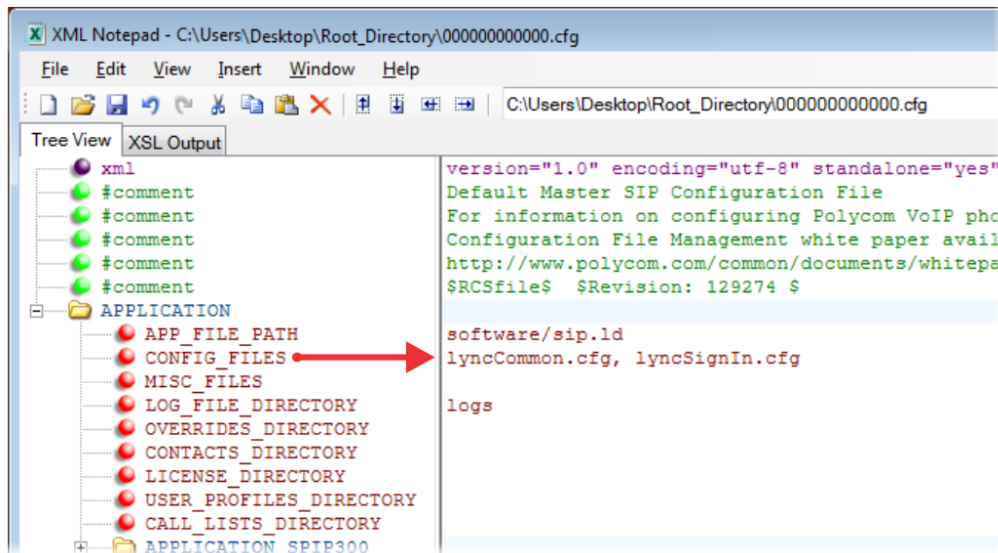 XML Notepad - C:\Users\Desktop\Root_Directory\000000000000.cfg
File Edit View Insert Window Help
C:\Users\Desktop\Root_Directory\000000000000.cfg
Tree View XSL Output
xml version="1.0" encoding="utf-8" standalone="yes"
#comment Default Master SIP Configuration File
#comment For information on configuring Polycom VoIP pho
#comment Configuration File Management white paper avail
#comment http://www.polycom.com/common/documents/whitepa
#comment $RCSfile$ $Revision: 129274 $
APPLICATION
APP_FILE_PATH software/sip.ld
CONFIG_FILES lyncCommon.cfg, lyncSignIn.cfg
MISC_FILES
LOG_FILE_DIRECTORY logs
OVERRIDES_DIRECTORY
CONTACTS_DIRECTORY
LICENSE_DIRECTORY
USER_PROFILES_DIRECTORY
CALL_LISTS_DIRECTORY
APPLICATION_SPIP300